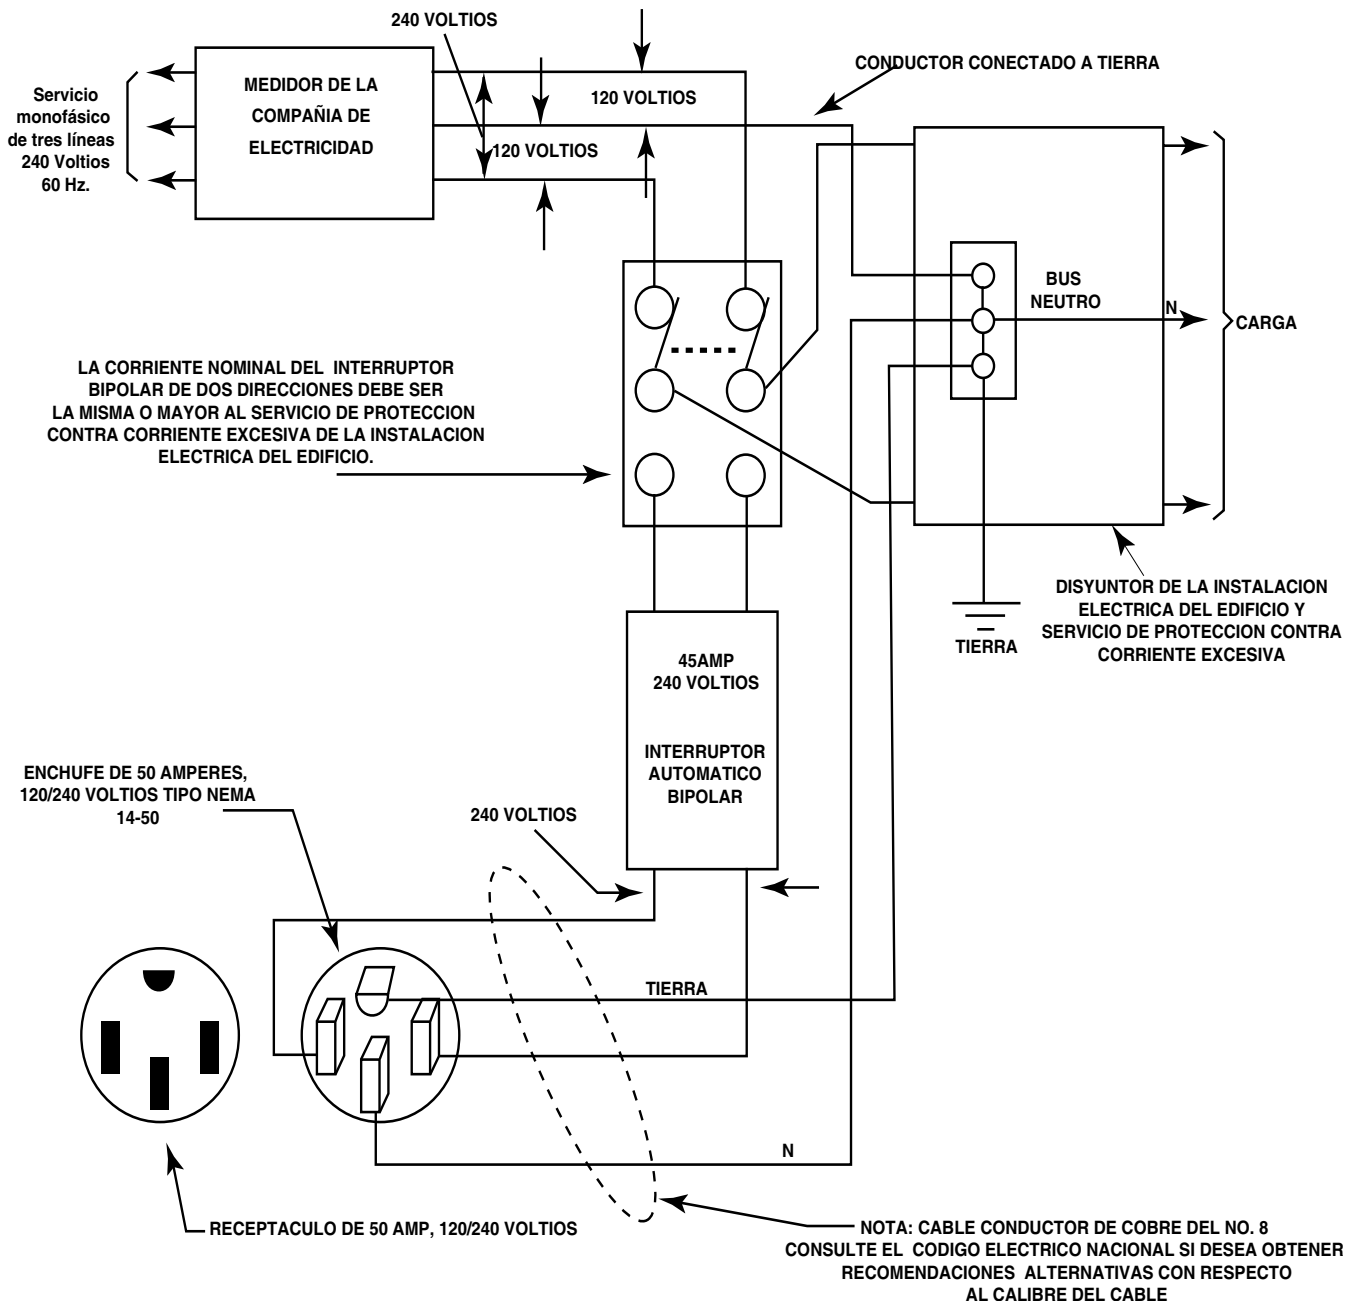 240 VOLTIOS
Servicio
monofásico
de tres líneas
240 Voltios
60 Hz.
MEDIDOR DE LA
COMPAÑIA DE
ELECTRICIDAD
120 VOLTIOS
120 VOLTIOS
CONDUCTOR CONECTADO A TIERRA
BUS
NEUTRO
N
CARGA
LA CORRIENTE NOMINAL DEL INTERRUPTOR
BIPOLAR DE DOS DIRECCIONES DEBE SER
LA MISMA O MAYOR AL SERVICIO DE PROTECCION
CONTRA CORRIENTE EXCESIVA DE LA INSTALACION
ELECTRICA DEL EDIFICIO.
TIERRA
DISYUNTOR DE LA INSTALACION
ELECTRICA DEL EDIFICIO Y
SERVICIO DE PROTECCION CONTRA
CORRIENTE EXCESIVA
45AMP
240 VOLTIOS
INTERRUPTOR
AUTOMATICO
BIPOLAR
ENCHUFE DE 50 AMPERES,
120/240 VOLTIOS TIPO NEMA
14-50
240 VOLTIOS
TIERRA
N
RECEPTACULO DE 50 AMP, 120/240 VOLTIOS
NOTA: CABLE CONDUCTOR DE COBRE DEL NO. 8
CONSULTE EL CODIGO ELECTRICO NACIONAL SI DESEA OBTENER
RECOMENDACIONES ALTERNATIVAS CON RESPECTO
AL CALIBRE DEL CABLE